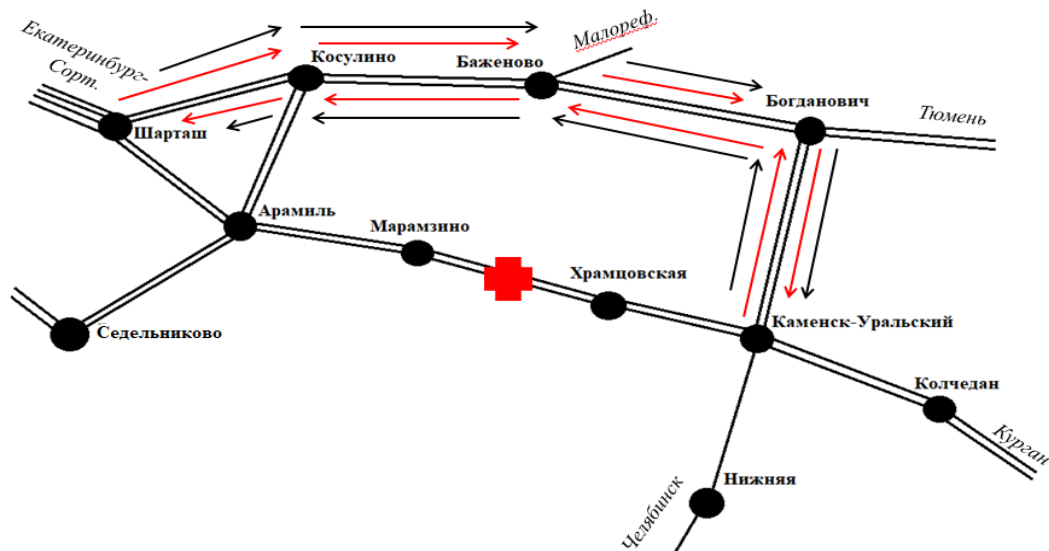 Екатеринбург-
Сорт.
Малореф.
Косулино
Баженово
Богданович
Тюмень
Шарташ
Арамиль
Марамзино
Храмцовская
Каменск-Уральский
Седельниково
Колчедан
Курган
Нижняя
Челябинск